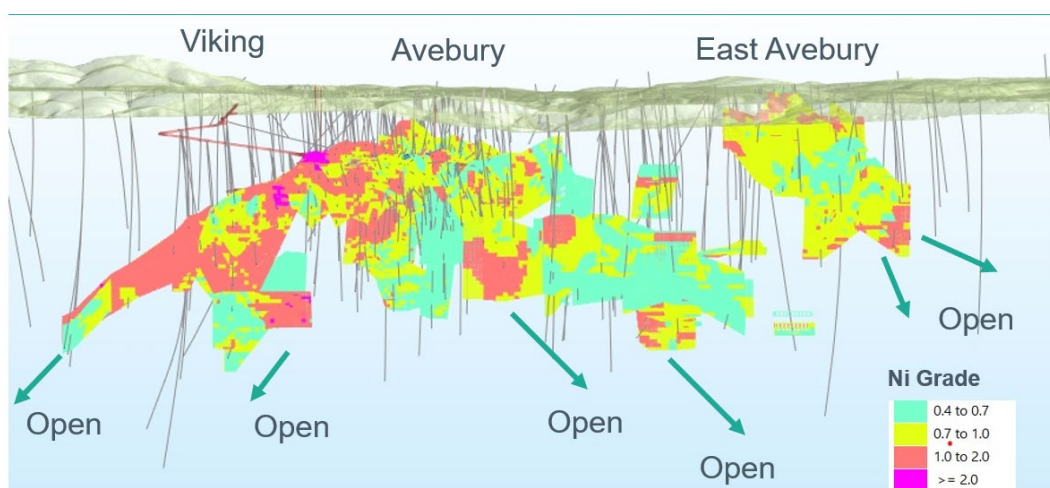 Viking
Avebury
East Avebury
Open
Open
Open
Open
Open
Ni Grade
0.4 to 0.7
0.7 to 1.0
1.0 to 2.0
>= 2.0